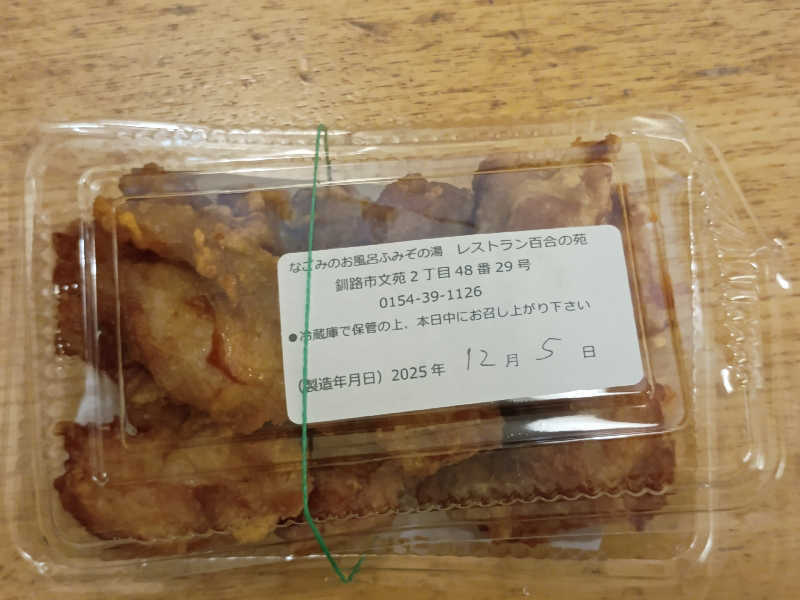 なごみのお風呂ふみぞの湯　レストラン百合の苑
釧路市文苑2丁目48番29号
0154-39-1126
●冷蔵庫で保管の上、本日中にお召し上がり下さい
（製造年月日）2025年 12月 5日